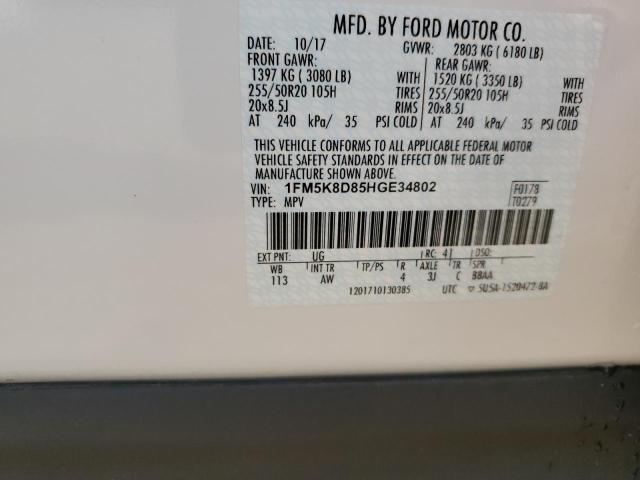 MFD. BY FORD MOTOR CO.
DATE: 10/17 GVWR: 2803 KG ( 6180 LB)
FRONT GAWR: REAR GAWR:
1397 KG ( 3080 LB) WITH 1520 KG ( 3350 LB) WITH
255/50R20 105H TIRES 255/50R20 105H TIRES
20x8.5J RIMS 20x8.5J RIMS
AT 240 kPa/ 35 PSI COLD AT 240 kPa/ 35 PSI COLD
THIS VEHICLE CONFORMS TO ALL APPLICABLE FEDERAL MOTOR
VEHICLE SAFETY STANDARDS IN EFFECT ON THE DATE OF
MANUFACTURE SHOWN ABOVE.
VIN: 1FM5K8D85HGE34802 F0178
TYPE: MPV T0279
EXT PNT: UG RC: 41 DSO:
WB INT TR TP/PS R AXLE TR SPR
113 AW 4 3J C BBAA
1201710130385 UTC ▽ 5U5A-1520472-BA